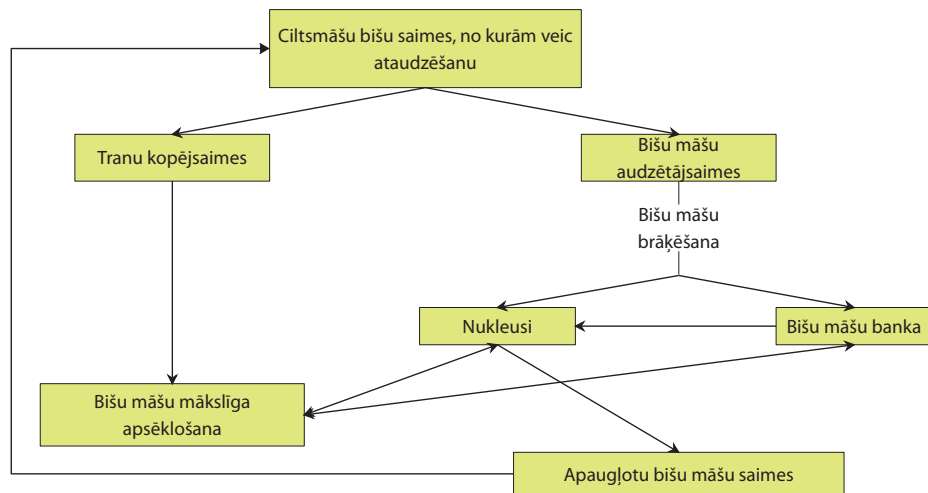 Ciltsmāšu bišu saimes, no kurām veic
ataudzēšanu
Tranu kopējsaimes
Bišu māšu
audzētājsaimes
Bišu māšu
brāķēšana
Nukleusi
Bišu māšu banka
Bišu māšu mākslīga
apsēklošana
Apaugļotu bišu māšu saimes